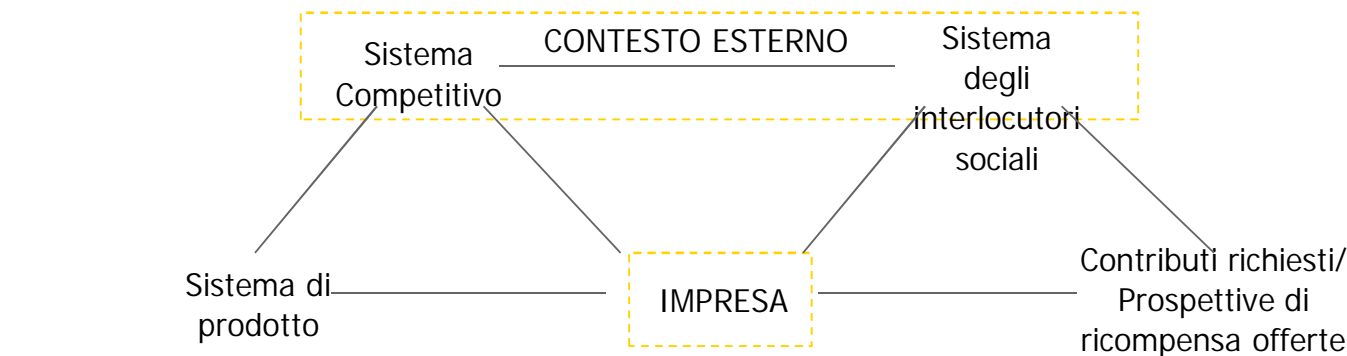 CONTESTO ESTERNO
Sistema
Competitivo
Sistema
degli
interlocutori
sociali
Sistema di
prodotto
IMPRESA
Contributi richiesti/
Prospettive di
ricompensa offerte